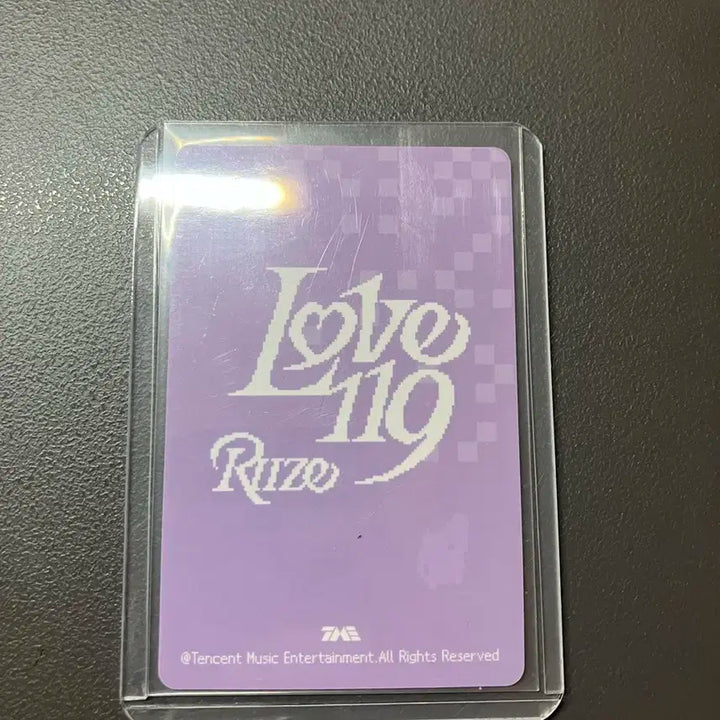 Love
119
RIIZE
TME
@Tencent Music Entertainment.All Rights Reserved